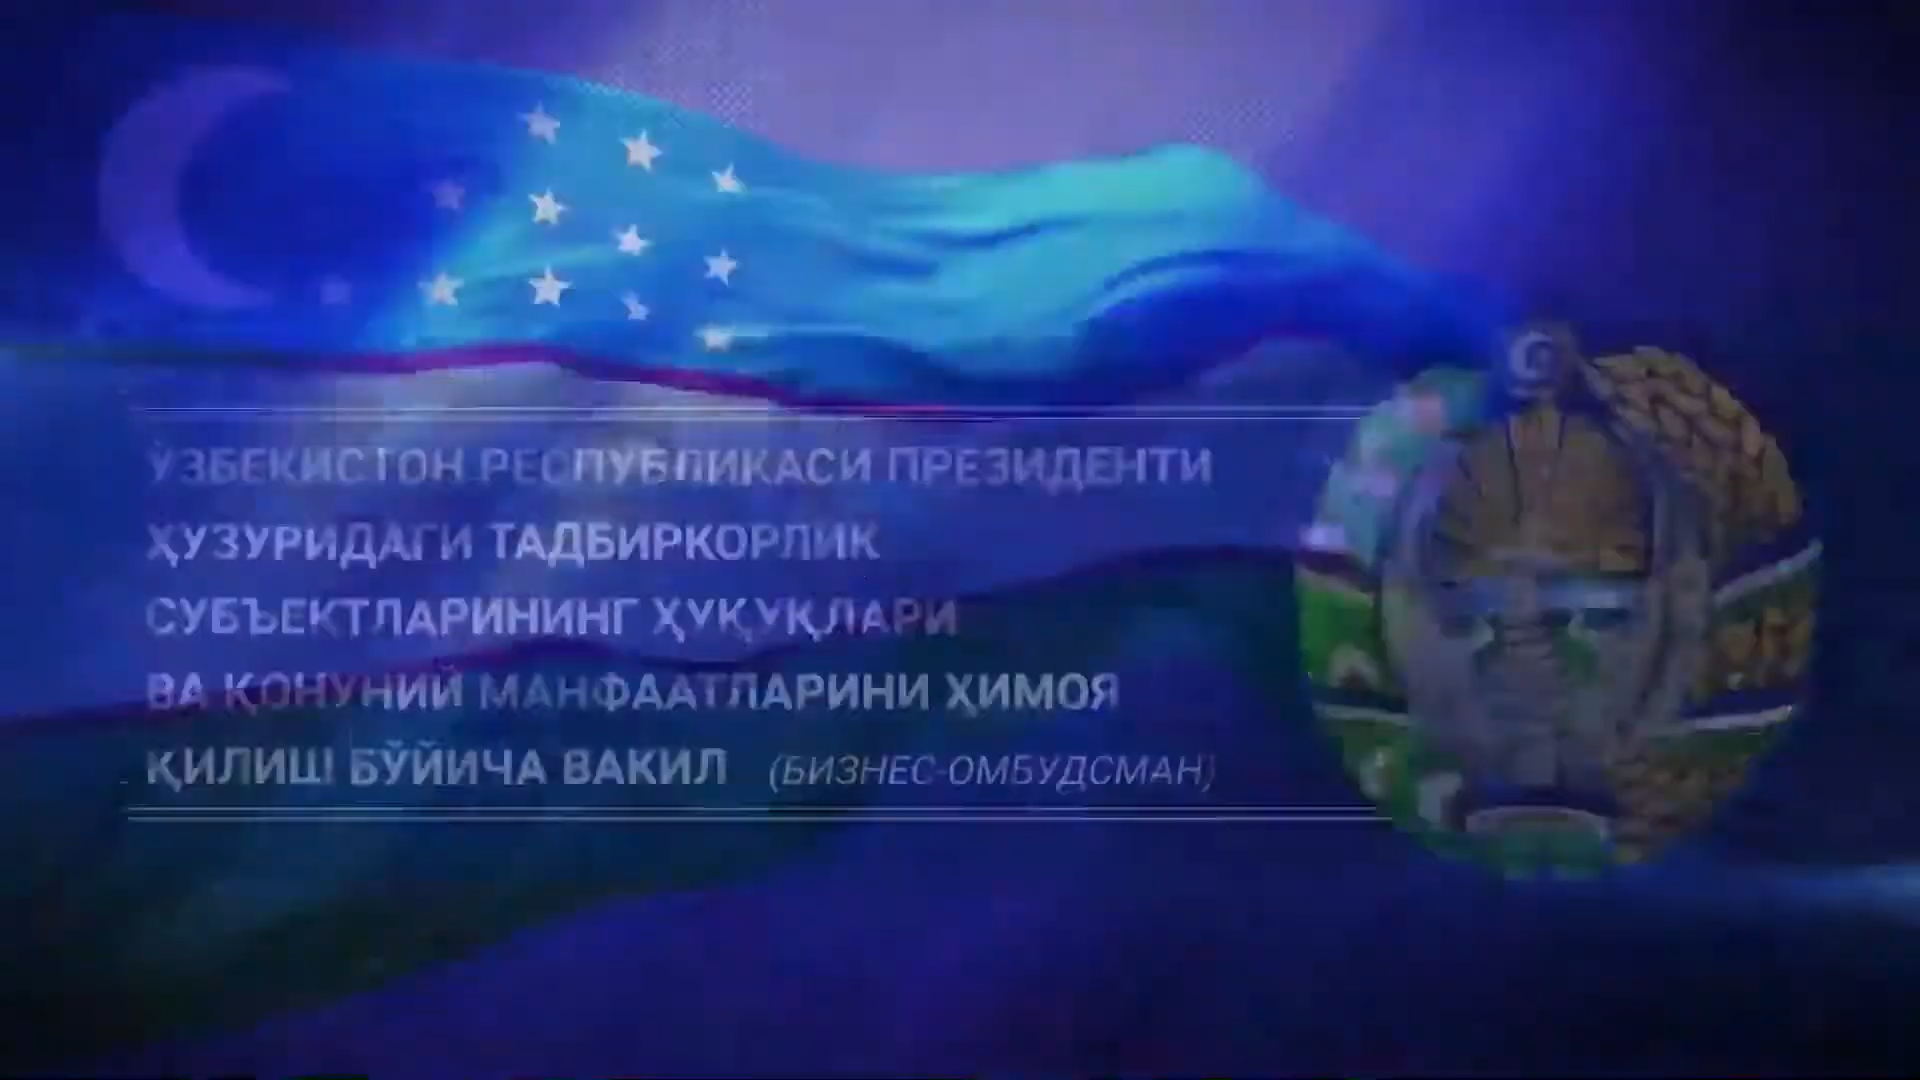 ЎЗБЕКИСТОН РЕСПУБЛИКАСИ ПРЕЗИДЕНТИ
ҲУЗУРИДАГИ ТАДБИРКОРЛИК
СУБЪЕКТЛАРИНИНГ ҲУҚУҚЛАРИ
ВА ҚОНУНИЙ МАНФААТЛАРИНИ ҲИМОЯ
ҚИЛИШ БЎЙИЧА ВАКИЛ (БИЗНЕС-ОМБУДСМАН)